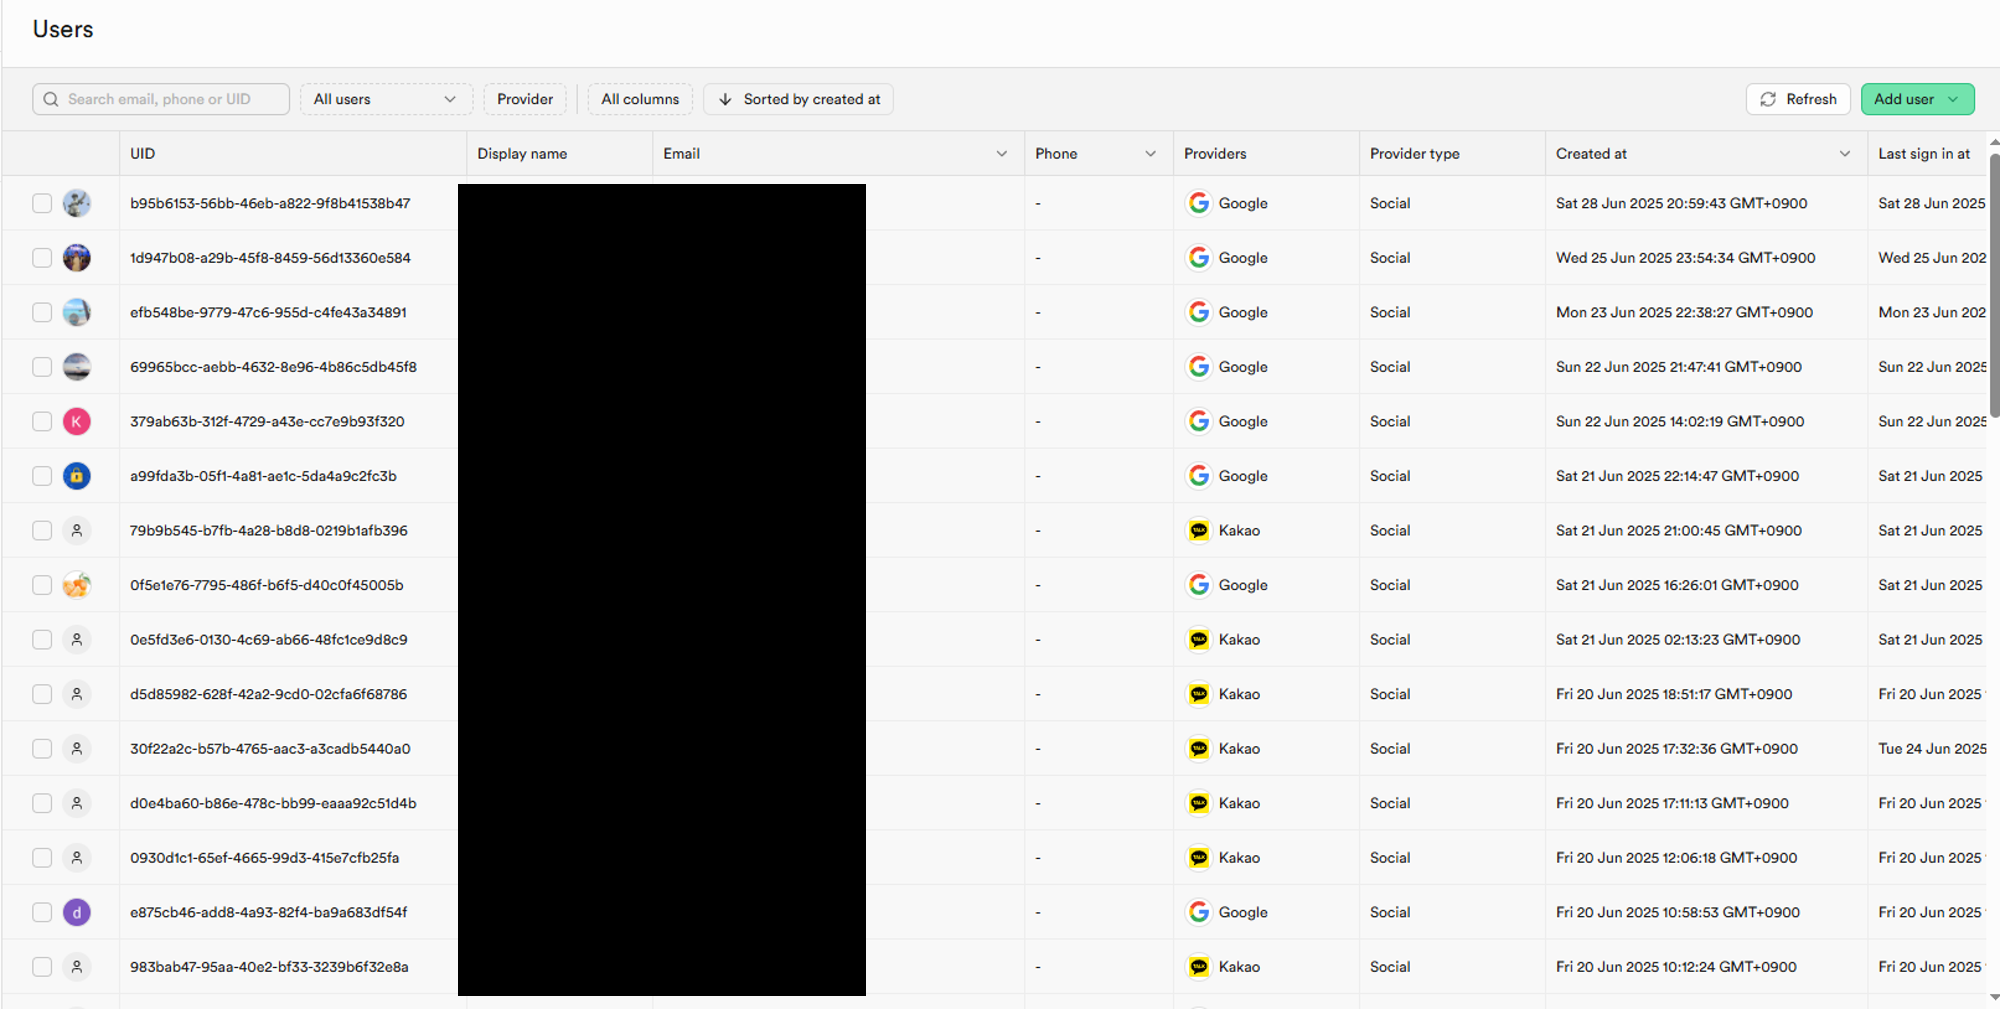 Users
Search email, phone or UID
All users
Provider
All columns
Sorted by created at
Refresh
Add user
UID Display name Email Phone Providers Provider type Created at Last sign in at
b95b6153-56bb-46eb-a822-9f8b41538b47 - Google Social Sat 28 Jun 2025 20:59:43 GMT+0900 Sat 28 Jun 2025
1d947b08-a29b-45f8-8459-56d13360e584 - Google Social Wed 25 Jun 2025 23:54:34 GMT+0900 Wed 25 Jun 202
efb548be-9779-47c6-955d-c4fe43a34891 - Google Social Mon 23 Jun 2025 22:38:27 GMT+0900 Mon 23 Jun 202
69965bcc-aebb-4632-8e96-4b86c5db45f8 - Google Social Sun 22 Jun 2025 21:47:41 GMT+0900 Sun 22 Jun 2025
K 379ab63b-312f-4729-a43e-cc7e9b93f320 - Google Social Sun 22 Jun 2025 14:02:19 GMT+0900 Sun 22 Jun 2025
a99fda3b-05f1-4a81-ae1c-5da4a9c2fc3b - Google Social Sat 21 Jun 2025 22:14:47 GMT+0900 Sat 21 Jun 2025
79b9b545-b7fb-4a28-b8d8-0219b1afb396 - TALK Kakao Social Sat 21 Jun 2025 21:00:45 GMT+0900 Sat 21 Jun 2025
0f5e1e76-7795-486f-b6f5-d40c0f45005b - Google Social Sat 21 Jun 2025 16:26:01 GMT+0900 Sat 21 Jun 2025
0e5fd3e6-0130-4c69-ab66-48fc1ce9d8c9 - TALK Kakao Social Sat 21 Jun 2025 02:13:23 GMT+0900 Sat 21 Jun 2025
d5d85982-628f-42a2-9cd0-02cfa6f68786 - TALK Kakao Social Fri 20 Jun 2025 18:51:17 GMT+0900 Fri 20 Jun 2025
30f22a2c-b57b-4765-aac3-a3cadb5440a0 - TALK Kakao Social Fri 20 Jun 2025 17:32:36 GMT+0900 Tue 24 Jun 2025
d0e4ba60-b86e-478c-bb99-eaaa92c51d4b - TALK Kakao Social Fri 20 Jun 2025 17:11:13 GMT+0900 Fri 20 Jun 2025
0930d1c1-65ef-4665-99d3-415e7cfb25fa - TALK Kakao Social Fri 20 Jun 2025 12:06:18 GMT+0900 Fri 20 Jun 2025
d e875cb46-add8-4a93-82f4-ba9a683df54f - Google Social Fri 20 Jun 2025 10:58:53 GMT+0900 Fri 20 Jun 2025
983bab47-95aa-40e2-bf33-3239b6f32e8a - TALK Kakao Social Fri 20 Jun 2025 10:12:24 GMT+0900 Fri 20 Jun 2025